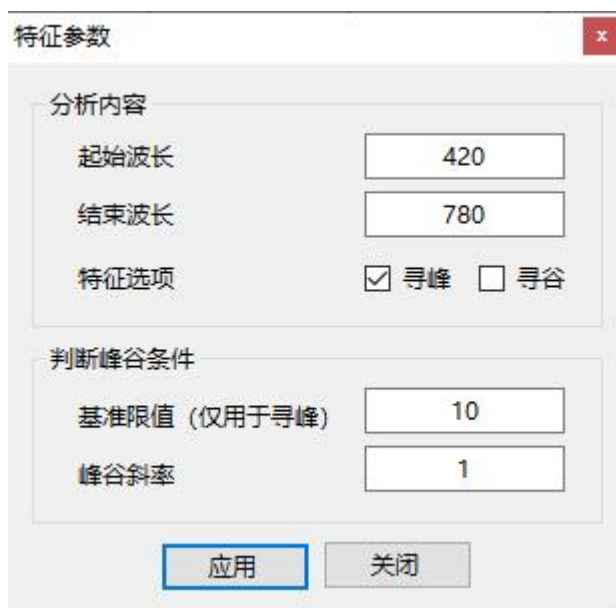 特征参数
x
分析内容
起始波长 420
结束波长 780
特征选项 寻峰 寻谷
判断峰谷条件
基准限值（仅用于寻峰） 10
峰谷斜率 1
应用 关闭